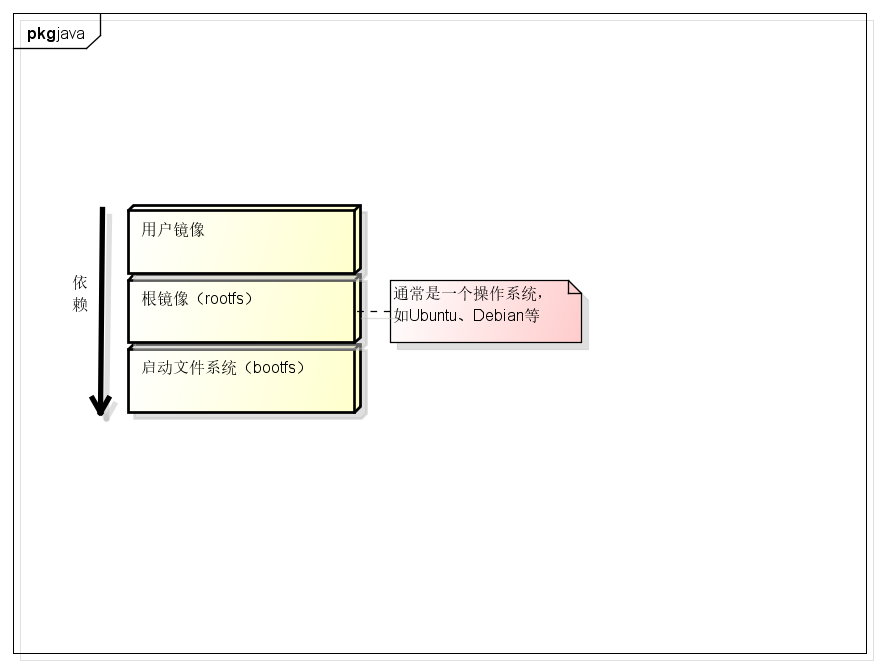 pkgjava
用户镜像
依
赖
根镜像（rootfs）
通常是一个操作系统，
如Ubuntu、Debian等
启动文件系统（bootfs）